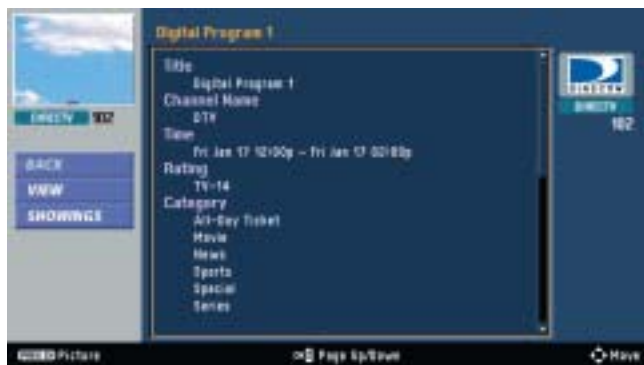 Digital Program 1
Title
Digital Program 1
Channel Name
DTV
Time
Fri Jan 17 12:00p – Fri Jan 17 02:00p
Rating
TV-14
Category
All-Day Ticket
Movie
News
Sports
Special
Series
DIRECTV 102
BACK
VIEW
SHOWINGS
DIRECTV
DIRECTV
102
Picture
Page Up/Down
Move